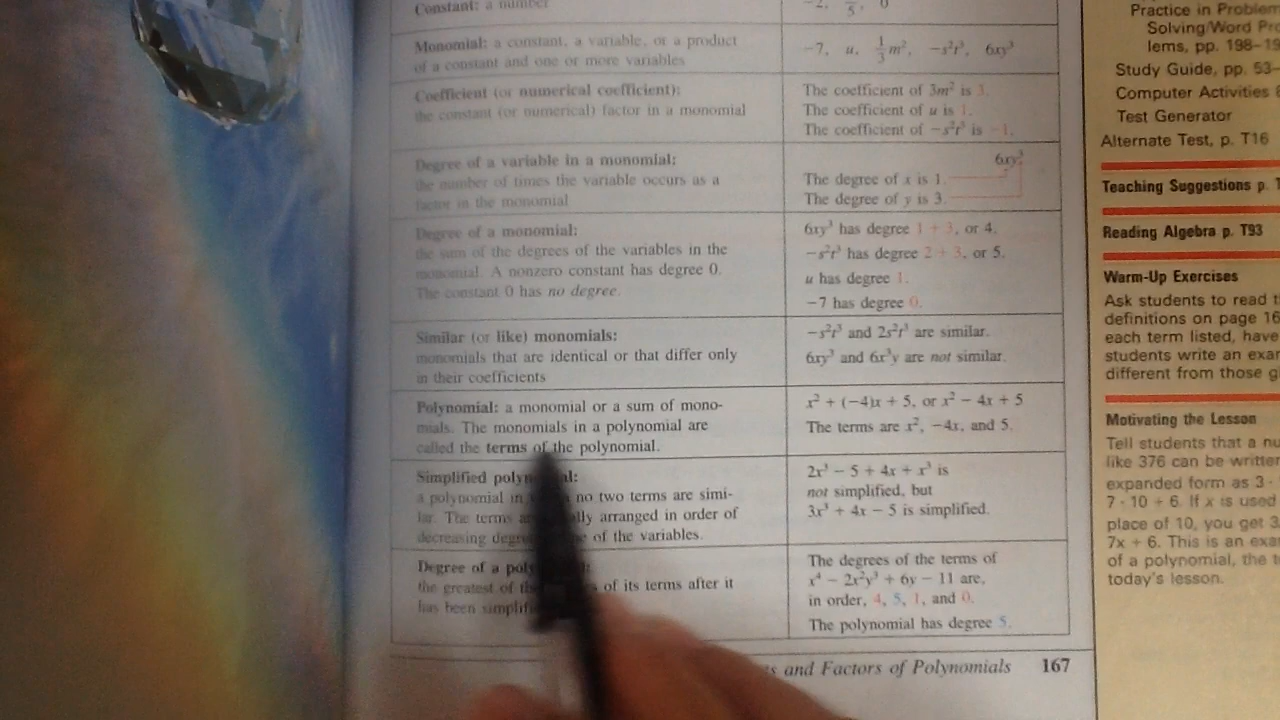 Constant: a number
-2, 5, 0
Monomial: a constant, a variable, or a product
of a constant and one or more variables
-7, u, 1/3 m², -s²t³, 6xy³
Coefficient (or numerical coefficient):
the constant (or numerical) factor in a monomial
The coefficient of 3m² is 3.
The coefficient of u is 1.
The coefficient of -s²t³ is -1.
Degree of a variable in a monomial:
the number of times the variable occurs as a
factor in the monomial
6xy³
The degree of x is 1.
The degree of y is 3.
Degree of a monomial:
the sum of the degrees of the variables in the
monomial. A nonzero constant has degree 0.
The constant 0 has no degree.
6xy³ has degree 1 + 3, or 4.
-s²t³ has degree 2 + 3, or 5.
u has degree 1.
-7 has degree 0.
Similar (or like) monomials:
monomials that are identical or that differ only
in their coefficients
-s²t³ and 2s²t³ are similar.
6xy³ and 6x³y are not similar.
Polynomial: a monomial or a sum of mono-
mials. The monomials in a polynomial are
called the terms of the polynomial.
x² + (-4)x + 5, or x² - 4x + 5
The terms are x², -4x, and 5.
Simplified
a polynomial in no two terms are simi-
lar. The terms arranged in order of
decreasing of the variables.
2x³ - 5 + 4x + x³ is
not simplified, but
3x³ + 4x - 5 is simplified.
Degree of a
the greatest of of its terms after it
has been
The degrees of the terms of
x⁴ - 2x²y³ + 6y - 11 are,
in order, 4, 5, 1, and 0.
The polynomial has degree 5.
and Factors of Polynomials 167
Practice in Problem
Solving/Word Pro
lems, pp. 198-19
Study Guide, pp. 53-
Computer Activities
Test Generator
Alternate Test, p. T16
Teaching Suggestions p.
Reading Algebra p. T93
Warm-Up Exercises
Ask students to read
definitions on page 16
each term listed, have
students write an exa
different from those g
Motivating the Lesson
Tell students that a nu
like 376 can be written
expanded form as 3 ·
7 · 10 + 6. If x is used
place of 10, you get 3
7x + 6. This is an exa
of a polynomial, the
today's lesson.